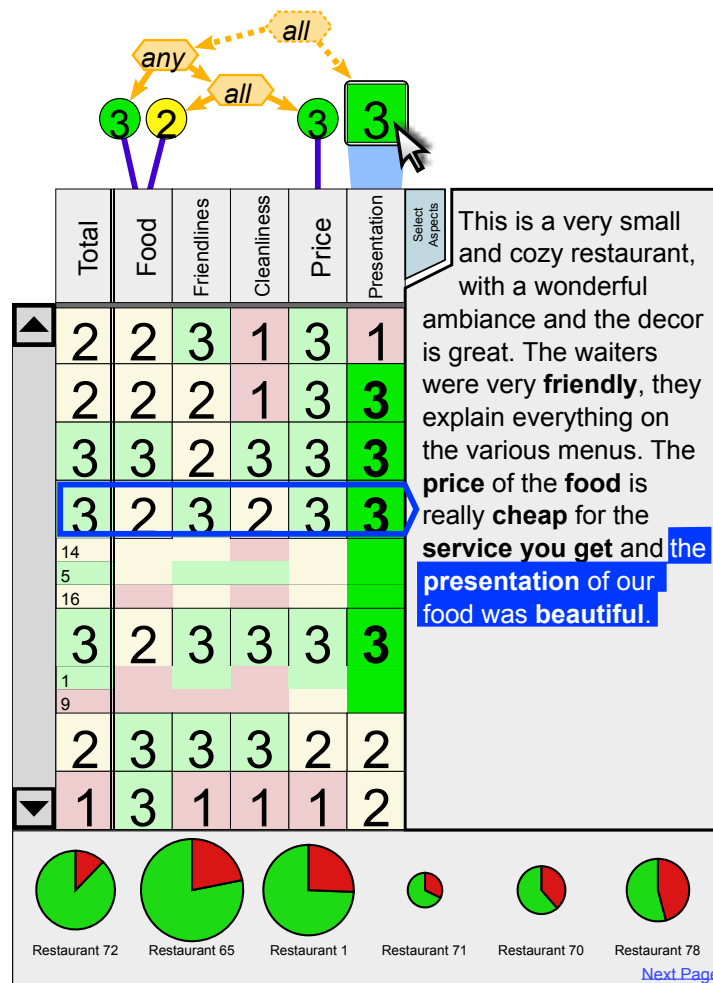 all
any
all
3 2 3 3
Total Food Friendlines Cleanliness Price Presentation Select Aspects
2 2 3 1 3 1
2 2 2 1 3 3
3 3 2 3 3 3
3 2 3 2 3 3
14
5
16
3 2 3 3 3 3
1
9
2 3 3 3 2 2
1 3 1 1 1 2
This is a very small
and cozy restaurant,
with a wonderful
ambiance and the decor
is great. The waiters
were very friendly, they
explain everything on
the various menus. The
price of the food is
really cheap for the
service you get and the
presentation of our
food was beautiful.
Restaurant 72 Restaurant 65 Restaurant 1 Restaurant 71 Restaurant 70 Restaurant 78
Next Page